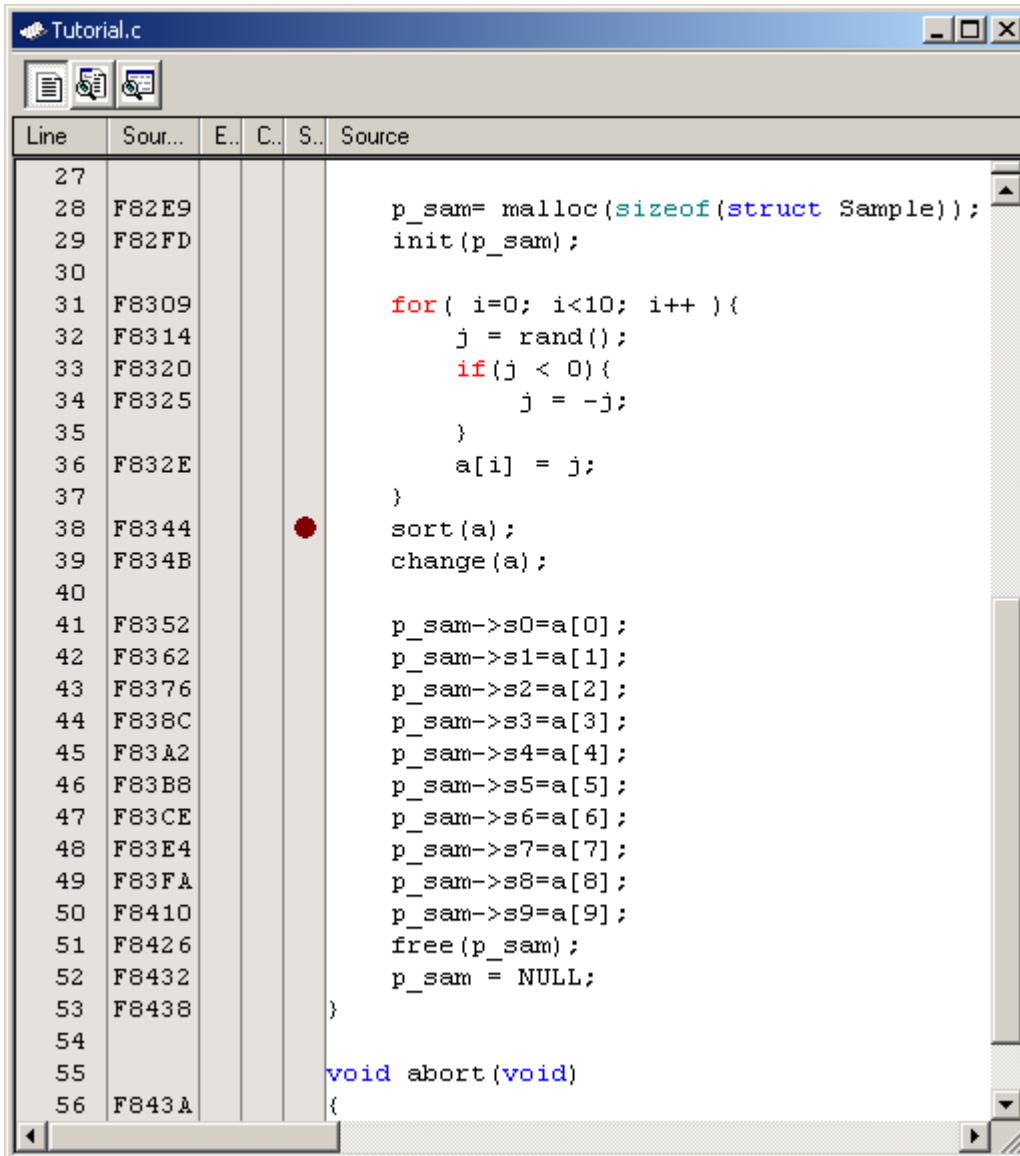 Tutorial.c
Line Sour... E.. C.. S.. Source
27
28 F82E9 p_sam= malloc(sizeof(struct Sample));
29 F82FD init(p_sam);
30
31 F8309 for( i=0; i<10; i++ ){
32 F8314 j = rand();
33 F8320 if(j < 0){
34 F8325 j = -j;
35 }
36 F832E a[i] = j;
37 }
38 F8344 sort(a);
39 F834B change(a);
40
41 F8352 p_sam->s0=a[0];
42 F8362 p_sam->s1=a[1];
43 F8376 p_sam->s2=a[2];
44 F838C p_sam->s3=a[3];
45 F83A2 p_sam->s4=a[4];
46 F83B8 p_sam->s5=a[5];
47 F83CE p_sam->s6=a[6];
48 F83E4 p_sam->s7=a[7];
49 F83FA p_sam->s8=a[8];
50 F8410 p_sam->s9=a[9];
51 F8426 free(p_sam);
52 F8432 p_sam = NULL;
53 F8438 }
54
55 void abort(void)
56 F843A {